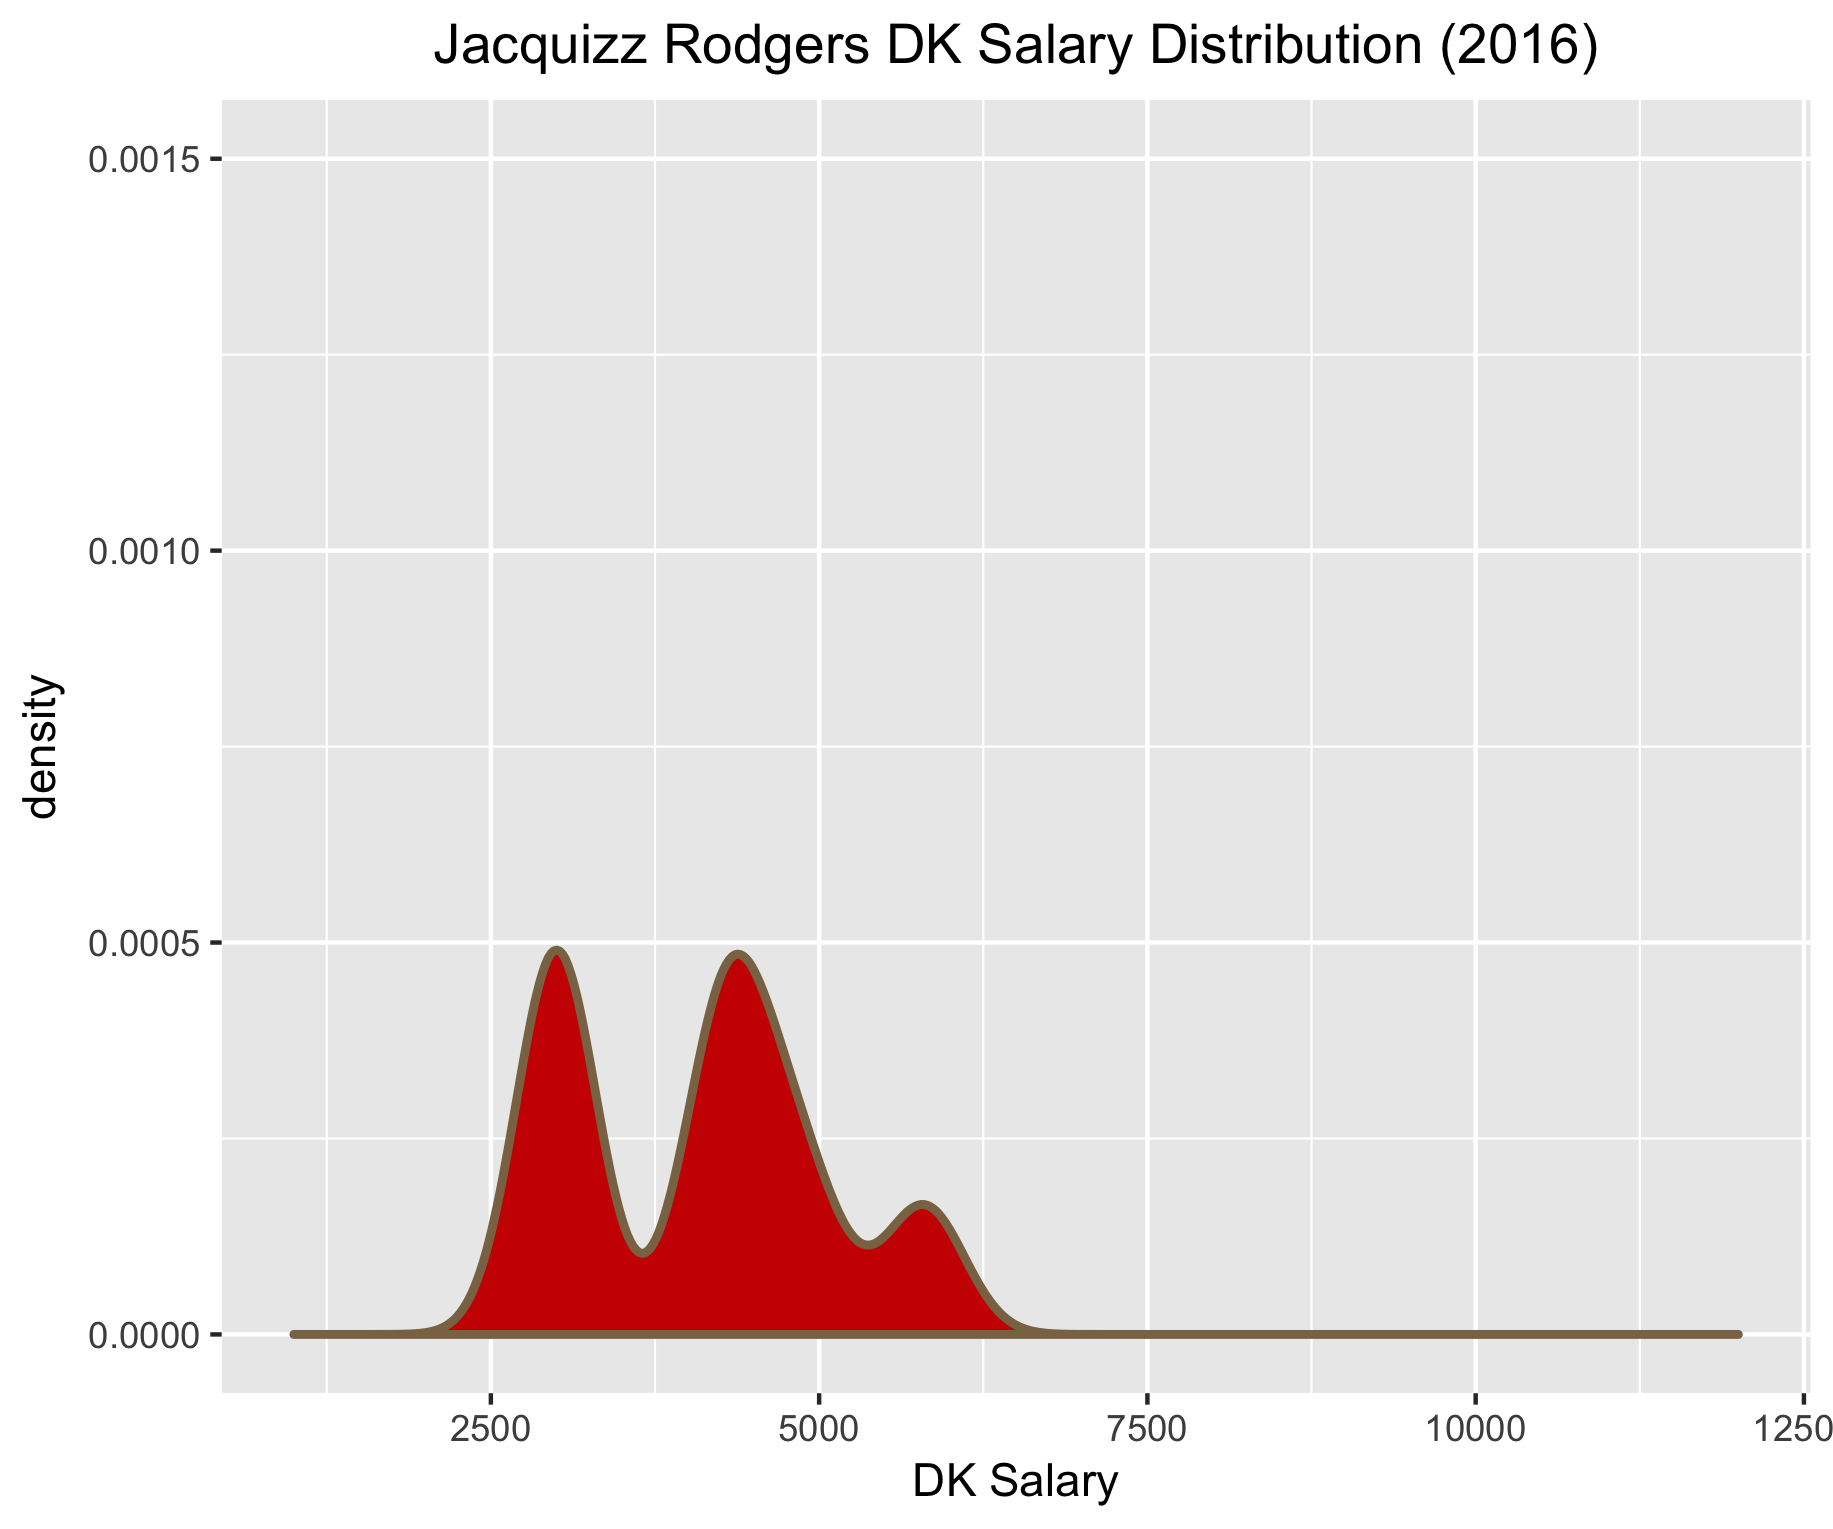 Jacquizz Rodgers DK Salary Distribution (2016)
0.0015
0.0010
0.0005
0.0000
density
2500 5000 7500 10000 1250
DK Salary